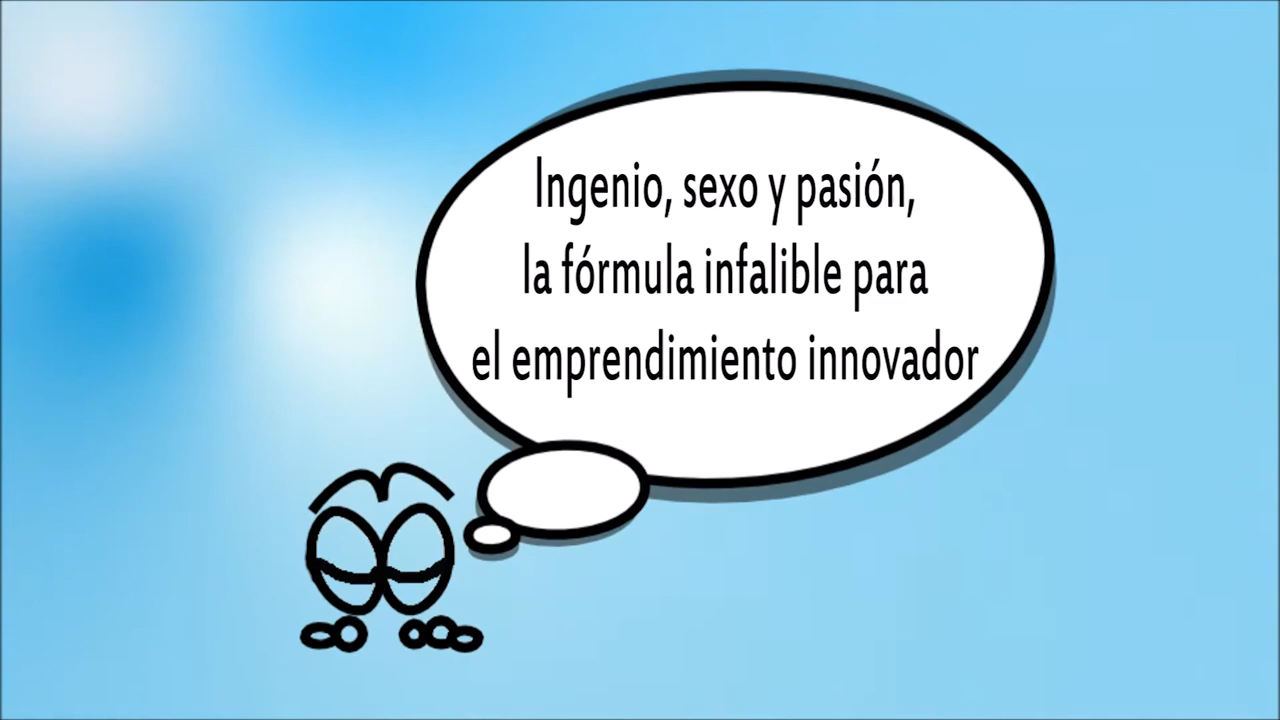 Ingenio, sexo y pasión,
la fórmula infalible para
el emprendimiento innovador